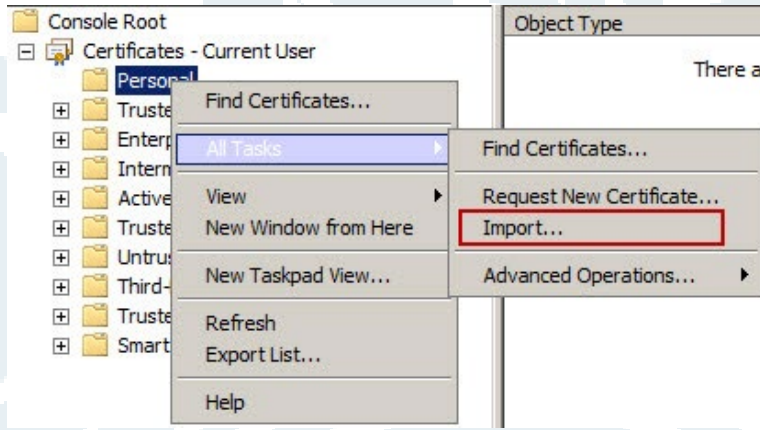 Console Root
Object Type
Certificates - Current User
There a
Personal
Truste
Enterp
Interm
Active
Truste
Untrus
Third-
Truste
Smart
Find Certificates...
All Tasks
View
New Window from Here
New Taskpad View...
Refresh
Export List...
Help
Find Certificates...
Request New Certificate...
Import...
Advanced Operations...